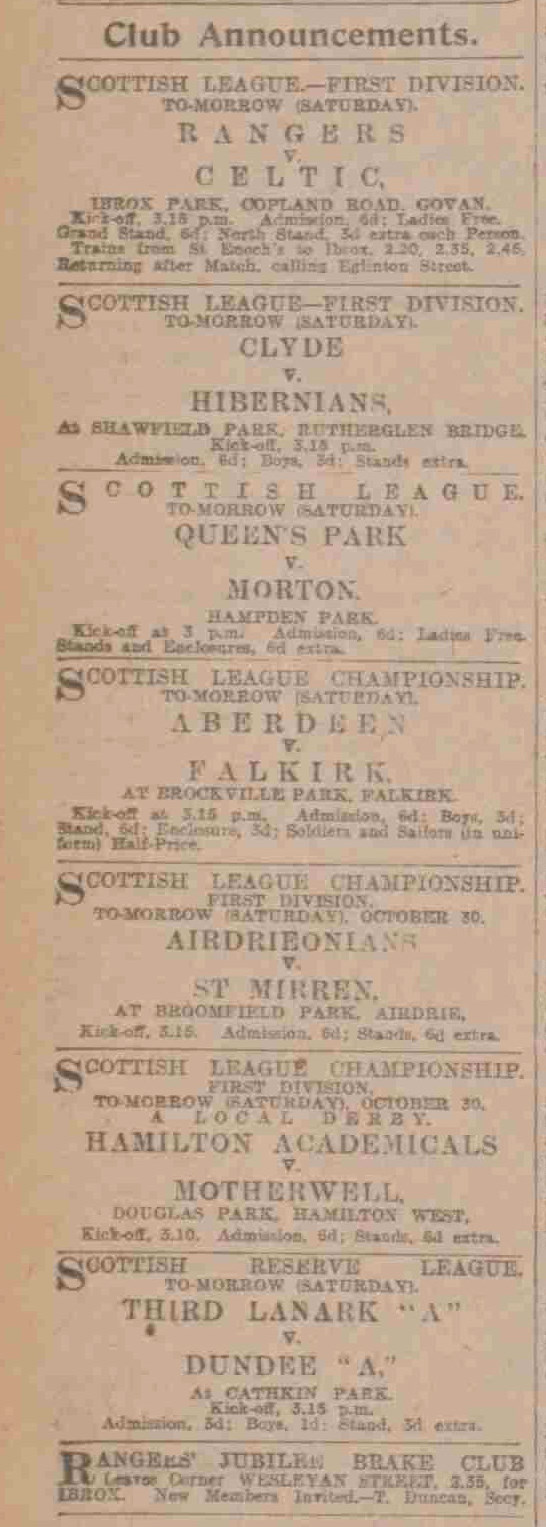 Club Announcements.
SCOTTISH LEAGUE.—FIRST DIVISION.
TO-MORROW (SATURDAY).
RANGERS
v.
CELTIC,
IBROX PARK, COPLAND ROAD, GOVAN.
Kick-off, 3.15 p.m. Admission, 6d; Ladies Free.
Grand Stand, 6d; North Stand, 3d extra each Person.
Trains from St Enoch's to Ibrox, 2.20, 2.35, 2.45.
Returning after Match, calling Eglinton Street.
SCOTTISH LEAGUE—FIRST DIVISION.
TO-MORROW (SATURDAY).
CLYDE
v.
HIBERNIANS,
At SHAWFIELD PARK, RUTHERGLEN BRIDGE.
Kick-off, 3.15 p.m.
Admission, 6d; Boys, 3d; Stands extra.
SCOTTISH LEAGUE.
TO-MORROW (SATURDAY).
QUEEN'S PARK
v.
MORTON.
HAMPDEN PARK.
Kick-off at 3 p.m. Admission, 6d; Ladies Free.
Stands and Enclosures, 6d extra.
SCOTTISH LEAGUE CHAMPIONSHIP.
TO-MORROW (SATURDAY).
ABERDEEN
v.
FALKIRK.
AT BROCKVILLE PARK, FALKIRK.
Kick-off at 3.15 p.m. Admission, 6d; Boys, 3d;
Stand, 6d; Enclosure, 3d; Soldiers and Sailors (in uni-
form) Half-Price.
SCOTTISH LEAGUE CHAMPIONSHIP.
FIRST DIVISION.
TO-MORROW (SATURDAY), OCTOBER 30.
AIRDRIEONIANS
v.
ST MIRREN,
AT BROOMFIELD PARK, AIRDRIE,
Kick-off, 3.15. Admission, 6d; Stands, 6d extra.
SCOTTISH LEAGUE CHAMPIONSHIP.
FIRST DIVISION.
TO-MORROW (SATURDAY), OCTOBER 30.
A LOCAL DERBY.
HAMILTON ACADEMICALS
v.
MOTHERWELL,
DOUGLAS PARK, HAMILTON WEST,
Kick-off, 3.10. Admission, 6d; Stands, 6d extra.
SCOTTISH RESERVE LEAGUE.
TO-MORROW (SATURDAY).
THIRD LANARK "A"
v.
DUNDEE "A,"
At CATHKIN PARK.
Kick-off, 3.15 p.m.
Admission, 3d; Boys, 1d; Stand, 3d extra.
RANGERS' JUBILEE BRAKE CLUB
Leaves Corner WESLEYAN STREET, 2.35, for
IBROX. New Members Invited.—T. Duncan, Secy.